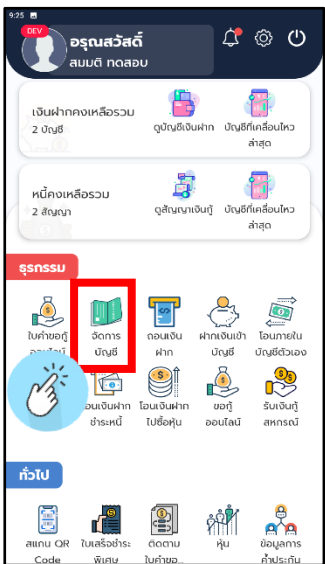 9:25
DEV
อรุณสวัสดิ์
สมมติ ทดสอบ
เงินฝากคงเหลือรวม
2 บัญชี
ดูบัญชีเงินฝาก
บัญชีที่เคลื่อนไหว
ล่าสุด
หนี้คงเหลือรวม
2 สัญญา
ดูสัญญาเงินกู้
บัญชีที่เคลื่อนไหว
ล่าสุด
ธุรกรรม
ใบคำขอกู้
ออนไลน์
จัดการ
บัญชี
ถอนเงิน
ฝาก
ฝากเงินเข้า
บัญชี
โอนภายใน
บัญชีตัวเอง
อนเงินฝาก
ชำระหนี้
โอนเงินฝาก
ไปซื้อหุ้น
ขอกู้
ออนไลน์
รับเงินกู้
สหกรณ์
ทั่วไป
สแกน QR
Code
ใบเสร็จชำระ
พิเศษ
ติดตาม
ใบคำขอ...
หุ้น
ข้อมูลการ
ค้ำประกัน